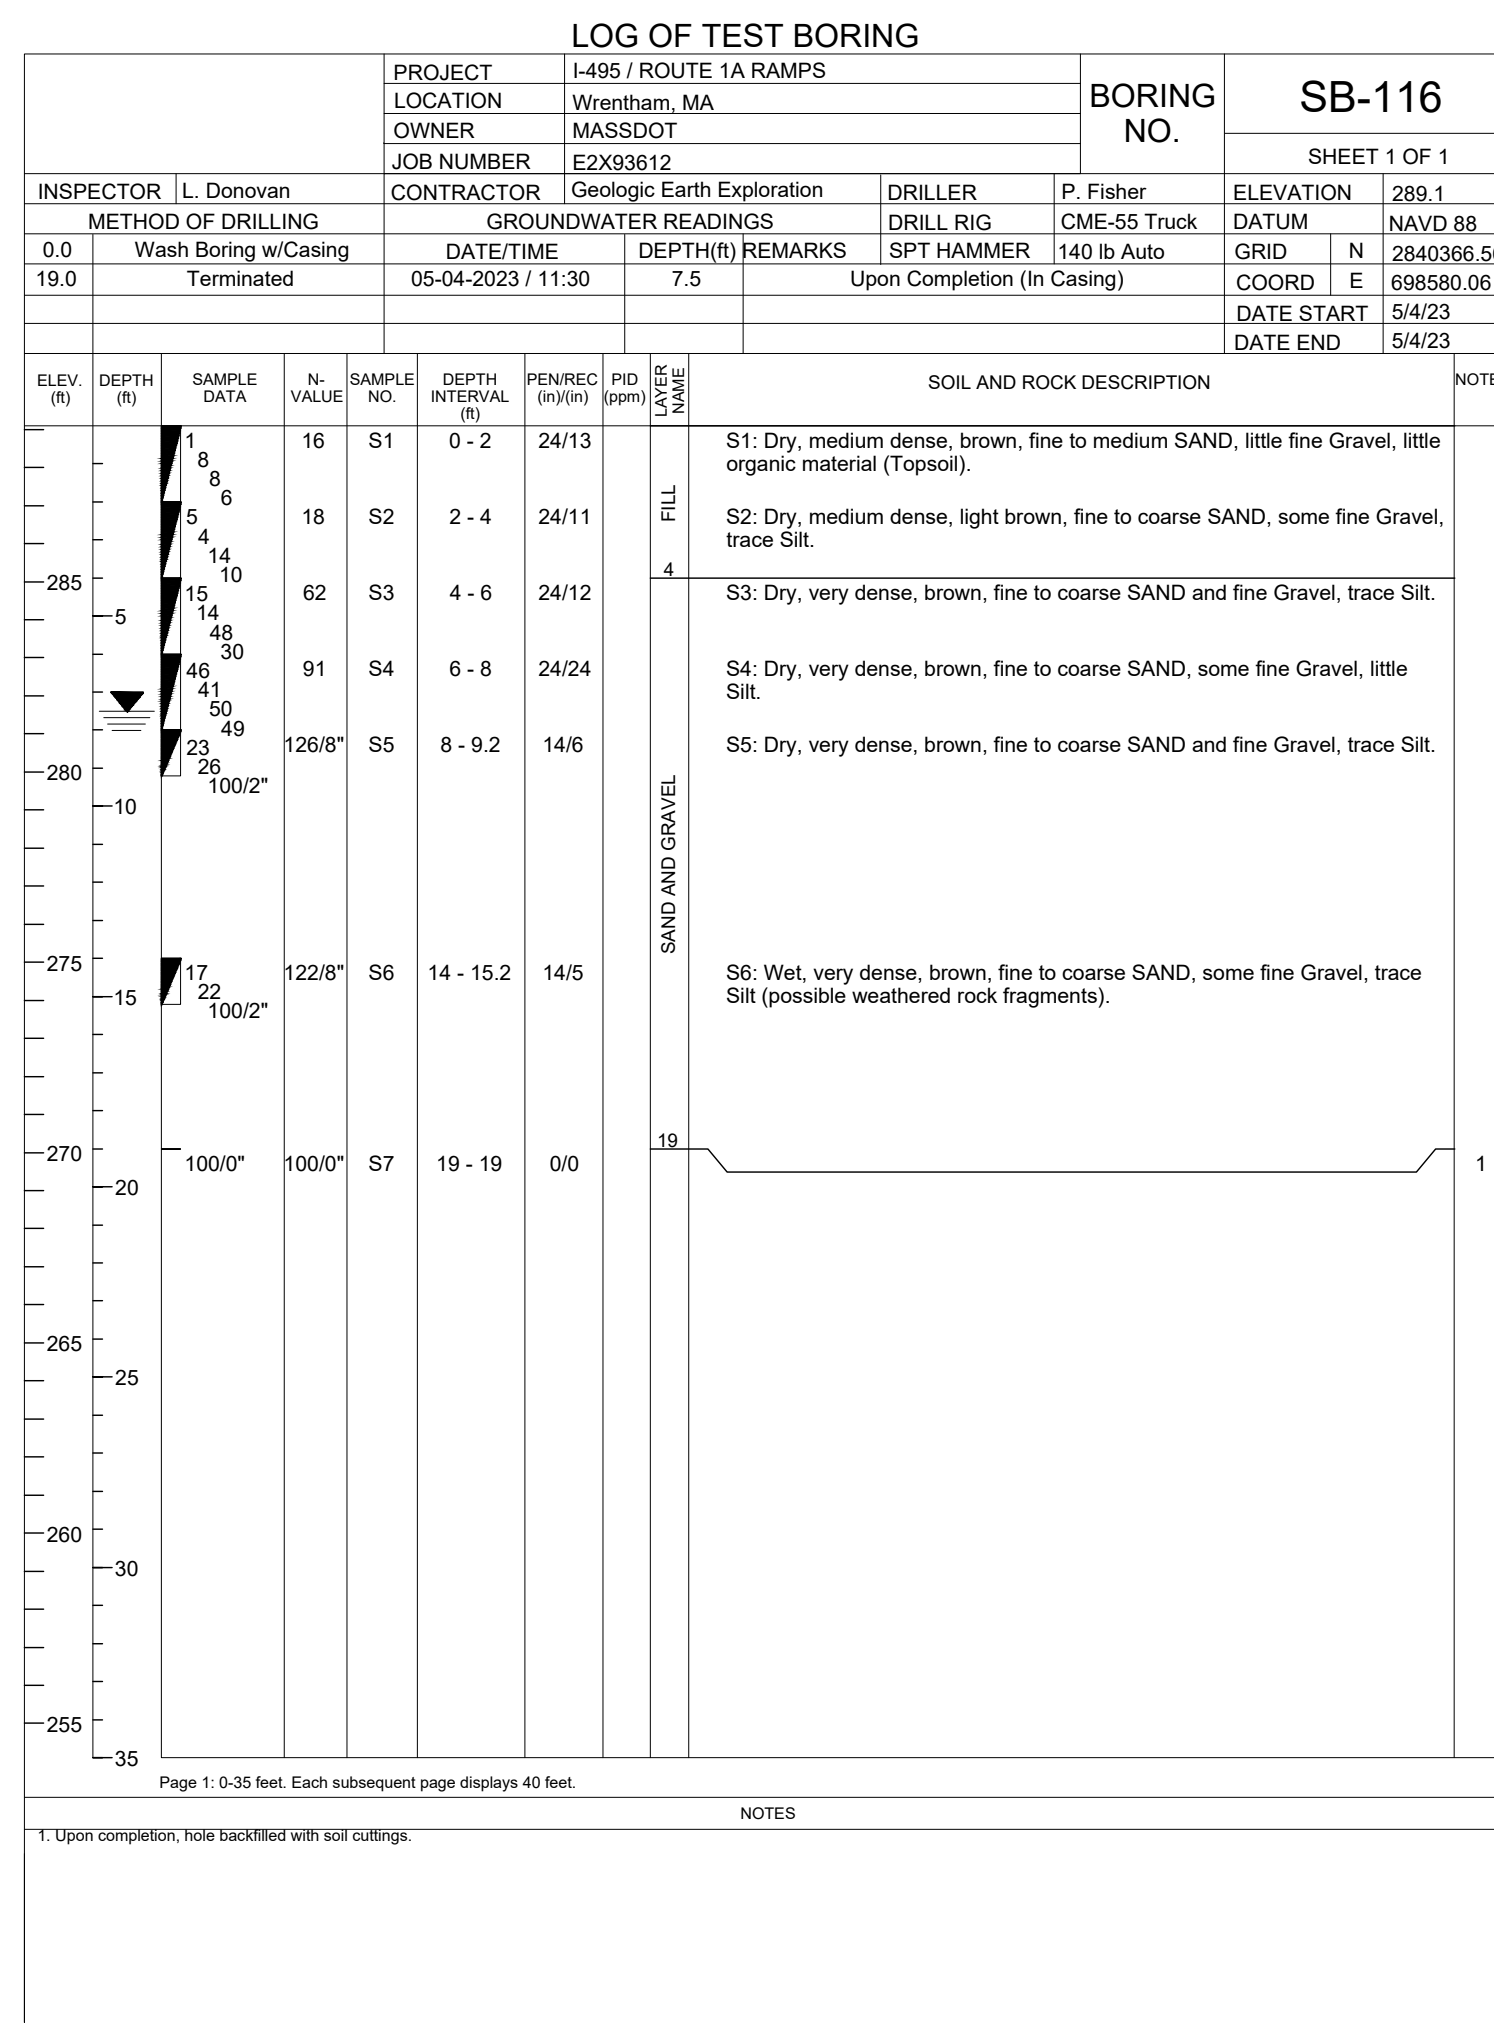 LOG OF TEST BORING
PROJECT I-495 / ROUTE 1A RAMPS
LOCATION Wrentham, MA
OWNER MASSDOT
JOB NUMBER E2X93612
BORING NO. SB-116
SHEET 1 OF 1
INSPECTOR L. Donovan CONTRACTOR Geologic Earth Exploration DRILLER P. Fisher ELEVATION 289.1
METHOD OF DRILLING GROUNDWATER READINGS DRILL RIG CME-55 Truck DATUM NAVD 88
0.0 Wash Boring w/Casing DATE/TIME DEPTH(ft) REMARKS SPT HAMMER 140 lb Auto GRID N 2840366.5
19.0 Terminated 05-04-2023 / 11:30 7.5 Upon Completion (In Casing) COORD E 698580.06
DATE START 5/4/23
DATE END 5/4/23
ELEV. (ft) DEPTH (ft) SAMPLE DATA N-VALUE SAMPLE NO. DEPTH INTERVAL (ft) PEN/REC (in)/(in) PID (ppm) LAYER NAME SOIL AND ROCK DESCRIPTION NOTE
1 16 S1 0 - 2 24/13 S1: Dry, medium dense, brown, fine to medium SAND, little fine Gravel, little
8 organic material (Topsoil).
8
6
FILL
5 18 S2 2 - 4 24/11 S2: Dry, medium dense, light brown, fine to coarse SAND, some fine Gravel,
4 trace Silt.
14
10
4
285
15 62 S3 4 - 6 24/12 S3: Dry, very dense, brown, fine to coarse SAND and fine Gravel, trace Silt.
5 14
48
30
46 91 S4 6 - 8 24/24 S4: Dry, very dense, brown, fine to coarse SAND, some fine Gravel, little
41 Silt.
50
49
23 126/8" S5 8 - 9.2 14/6 S5: Dry, very dense, brown, fine to coarse SAND and fine Gravel, trace Silt.
280 26
100/2"
10
SAND AND GRAVEL
275
17 122/8" S6 14 - 15.2 14/5 S6: Wet, very dense, brown, fine to coarse SAND, some fine Gravel, trace
15 22 Silt (possible weathered rock fragments).
100/2"
19
270
100/0" 100/0" S7 19 - 19 0/0 1
20
265
25
260
30
255
35
Page 1: 0-35 feet. Each subsequent page displays 40 feet.
NOTES
1. Upon completion, hole backfilled with soil cuttings.